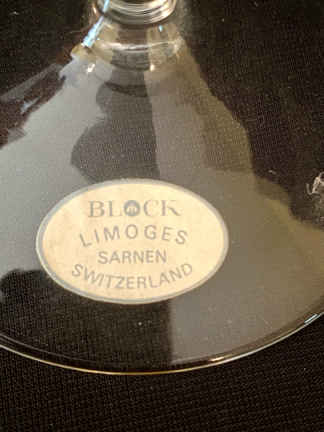 BLOCK
LIMOGES
SARNEN
SWITZERLAND